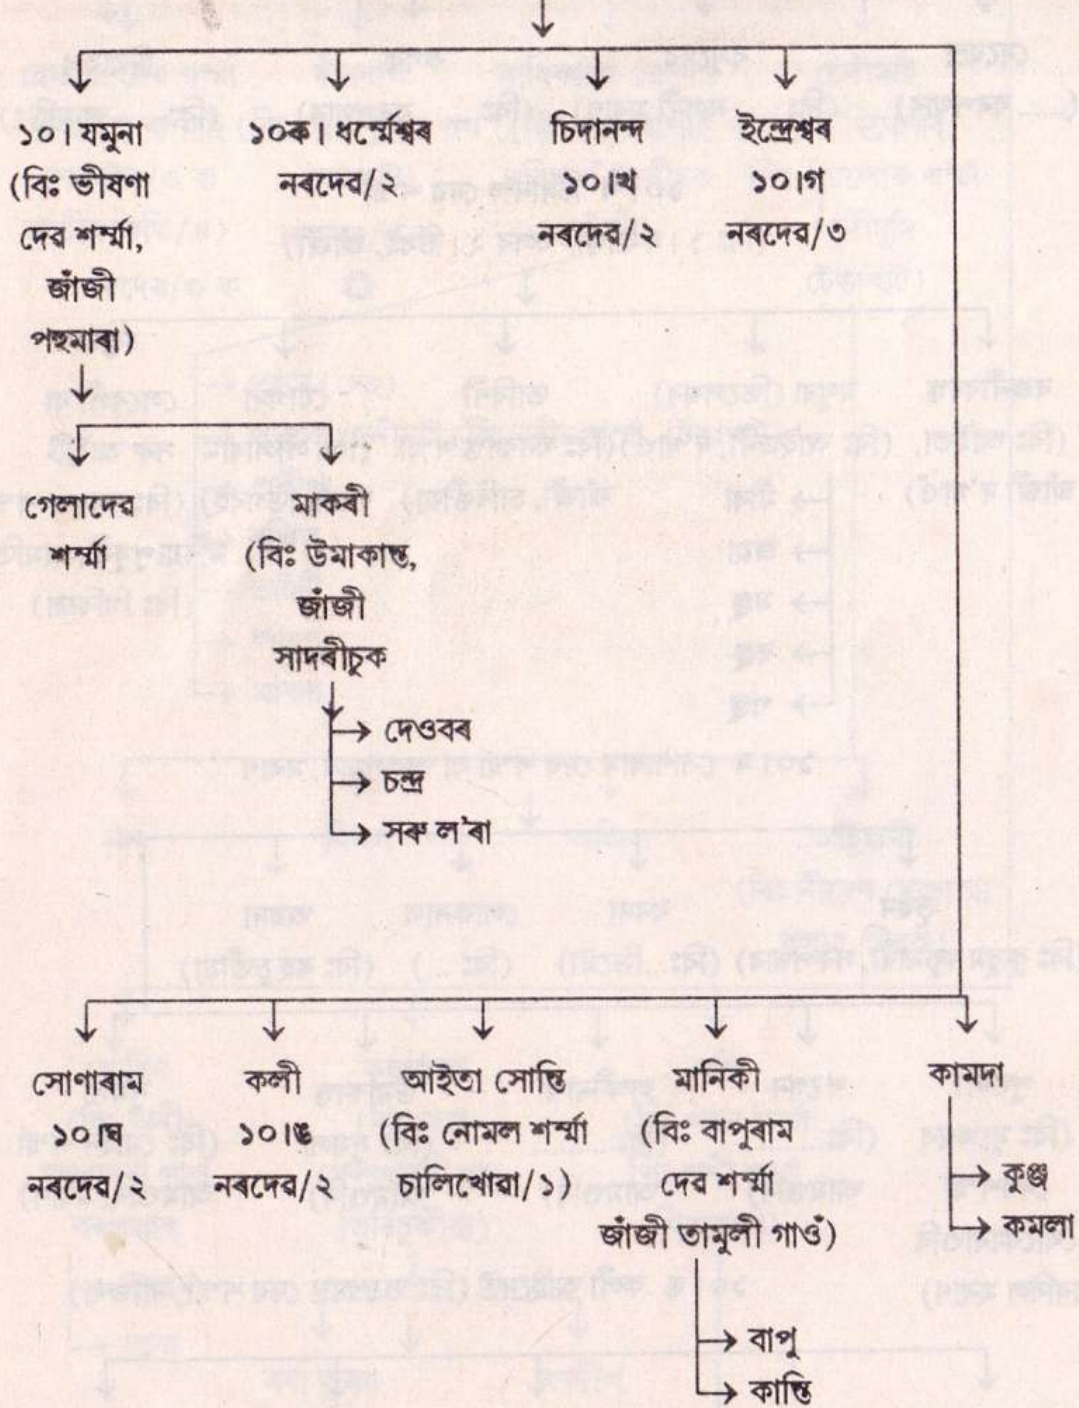 ১০। যমুনা
(বিঃ ভীষণা
দেৱ শৰ্ম্মা,
জাঁজী
পহুমাৰা)
১০ক। ধম্মেশ্বৰ
নৰদেৱ/২
চিদানন্দ
১০।খ
নৰদেৱ/২
ইন্দ্ৰেশ্বৰ
১০।গ
নৰদেৱ/৩
গেলাদেৱ
শৰ্ম্মা
মাকৰী
(বিঃ উমাকান্ত,
জাঁজী
সাদৰীচুক
দেওবৰ
চন্দ্ৰ
সৰু ল'ৰা
সোণাৰাম
১০।ঘ
নৰদেৱ/২
কলী
১০।ঙ
নৰদেৱ/২
আইতা সোন্তি
(বিঃ নোমল শৰ্ম্মা
চালিখোৱা/১)
মানিকী
(বিঃ বাপুৰাম
দেৱ শৰ্ম্মা
জাঁজী তামুলী গাওঁ)
বাপু
কান্তি
কামদা
কুঞ্জ
কমলা